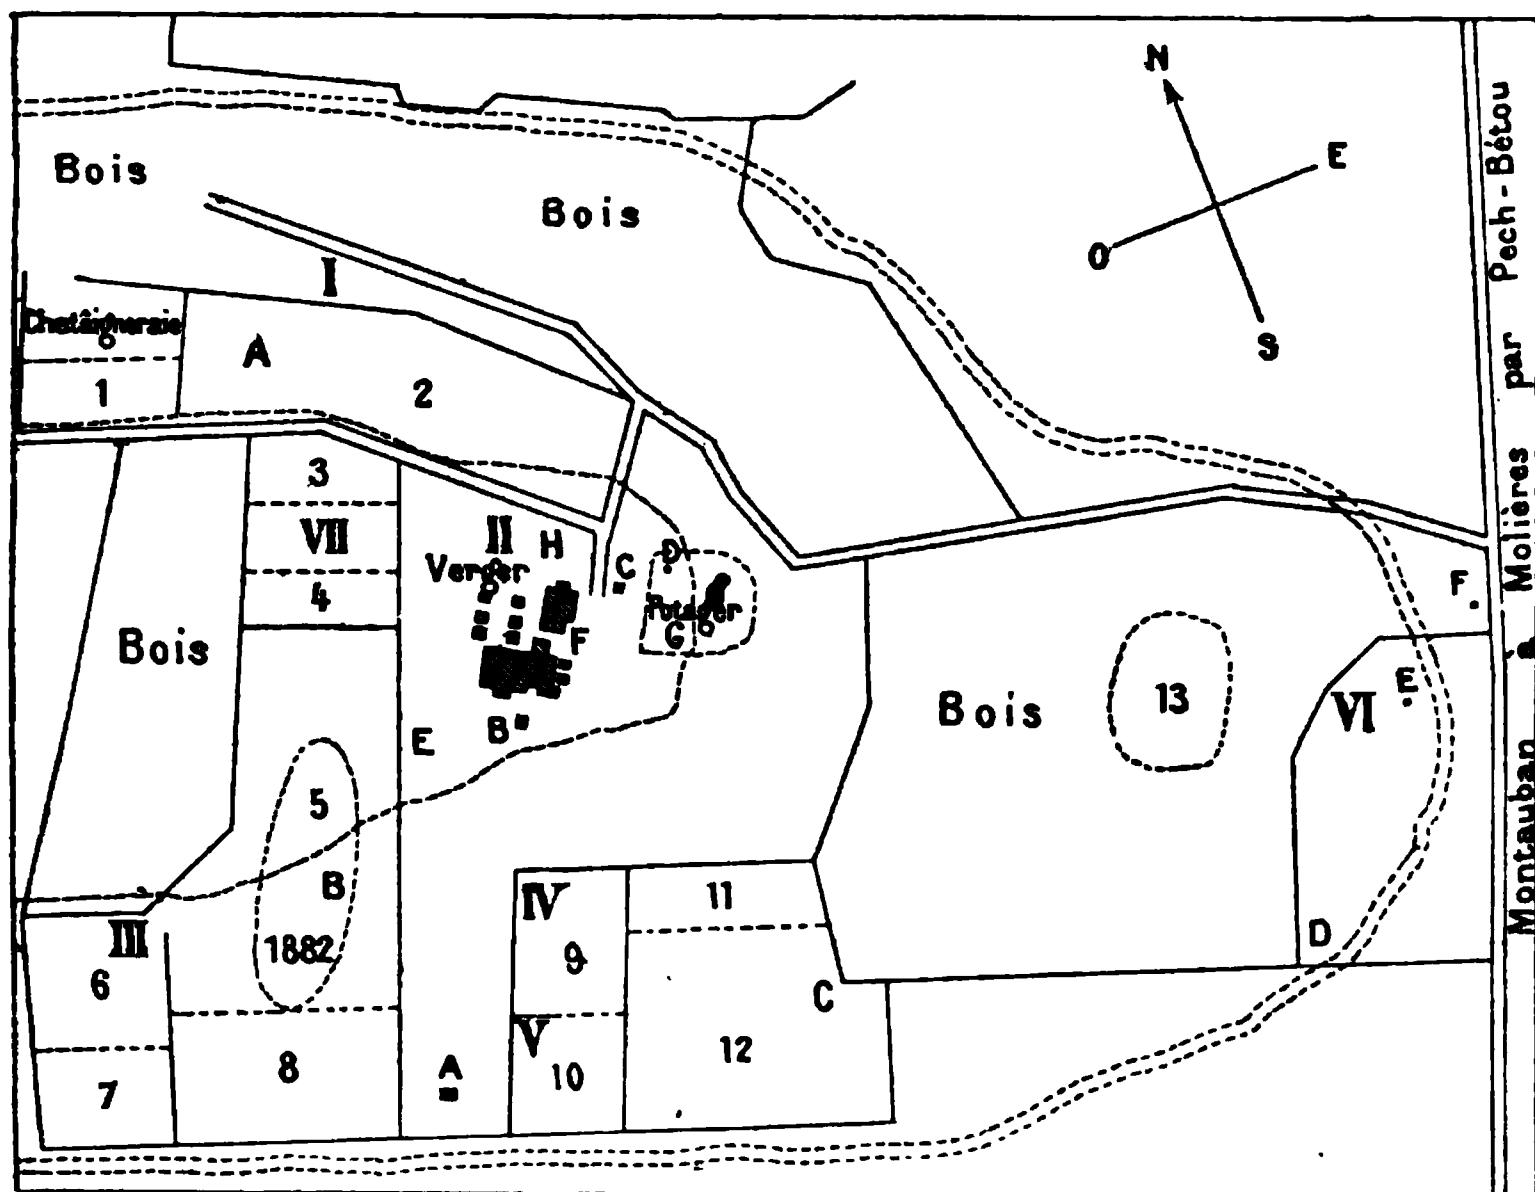 N
Bois
E
Bois
O
I
S
Chatâigneraie
A
1
2
3
VII
4
II
H
Verger
C
D
Potager
G
F
Bois
B
E
F
Bois
13
VI
E
5
B
1882
III
6
7
8
A
IV
9
V
10
11
12
C
D
Montauban à Molières par Pech-Bétou